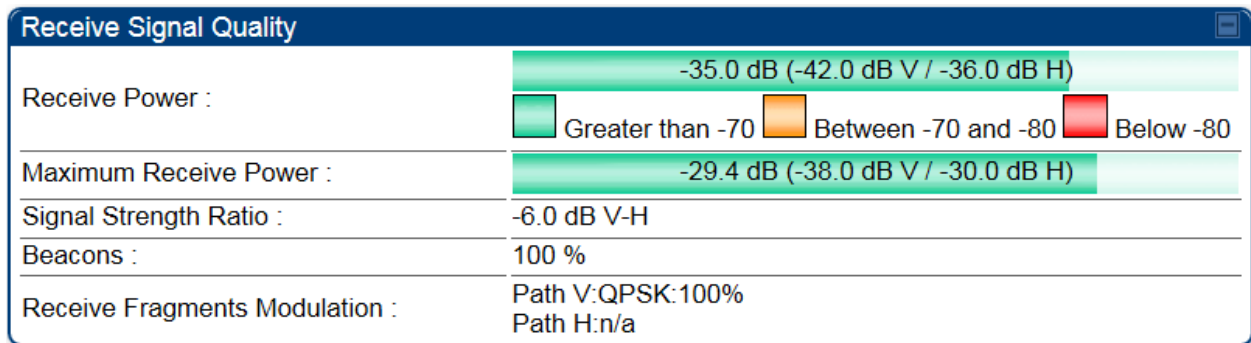 Receive Signal Quality
Receive Power :
-35.0 dB (-42.0 dB V / -36.0 dB H)
Greater than -70 Between -70 and -80 Below -80
Maximum Receive Power :
-29.4 dB (-38.0 dB V / -30.0 dB H)
Signal Strength Ratio :
-6.0 dB V-H
Beacons :
100 %
Receive Fragments Modulation :
Path V:QPSK:100%
Path H:n/a